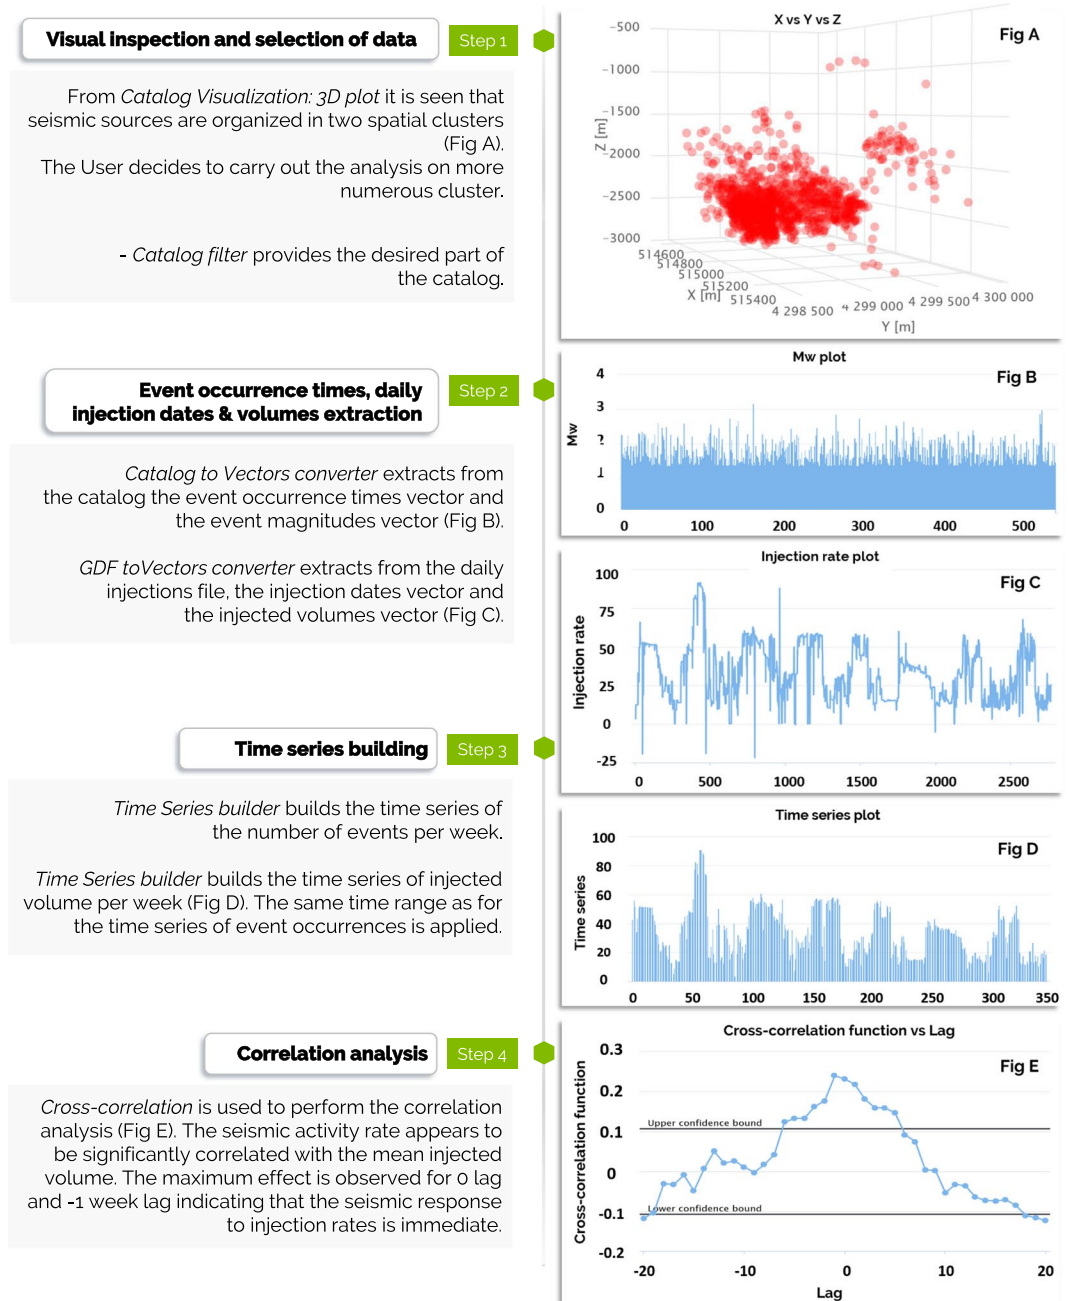 Visual inspection and selection of data
Step 1
From Catalog Visualization: 3D plot it is seen that
seismic sources are organized in two spatial clusters
(Fig A).
The User decides to carry out the analysis on more
numerous cluster.
- Catalog filter provides the desired part of
the catalog.
X vs Y vs Z
Fig A
-500
-1000
-1500
-2000
-2500
-3000
Z [m]
514600
514800
515000
515200
515400
X [m]
4 298 500
4 299 000
4 299 500
4 300 000
Y [m]
Event occurrence times, daily
injection dates & volumes extraction
Step 2
Catalog to Vectors converter extracts from
the catalog the event occurrence times vector and
the event magnitudes vector (Fig B).
GDF toVectors converter extracts from the daily
injections file, the injection dates vector and
the injected volumes vector (Fig C).
Mw plot
Fig B
4
3
2
1
0
Mw
0 100 200 300 400 500
Injection rate plot
Fig C
100
75
50
25
0
-25
Injection rate
0 500 1000 1500 2000 2500
Time series building
Step 3
Time Series builder builds the time series of
the number of events per week.
Time Series builder builds the time series of injected
volume per week (Fig D). The same time range as for
the time series of event occurrences is applied.
Time series plot
Fig D
100
80
60
40
20
0
Time series
0 50 100 150 200 250 300 350
Correlation analysis
Step 4
Cross-correlation is used to perform the correlation
analysis (Fig E). The seismic activity rate appears to
be significantly correlated with the mean injected
volume. The maximum effect is observed for 0 lag
and -1 week lag indicating that the seismic response
to injection rates is immediate.
Cross-correlation function vs Lag
Fig E
0.3
0.2
0.1
0
-0.1
-0.2
Cross-correlation function
Upper confidence bound
Lower confidence bound
-20 -10 0 10 20
Lag